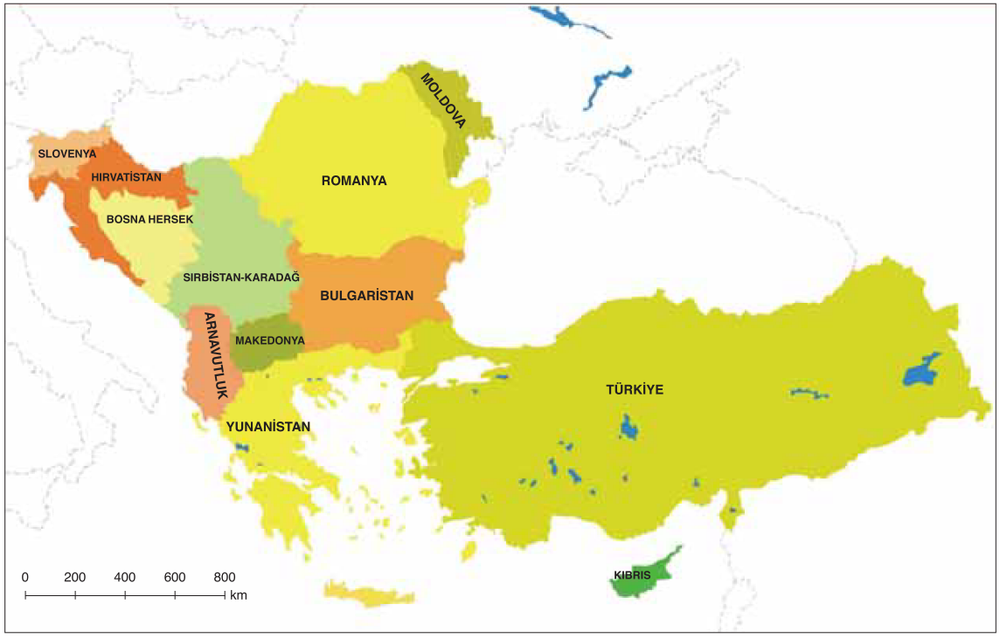 MOLDOVA
SLOVENYA
HIRVATİSTAN
ROMANYA
BOSNA HERSEK
SIRBİSTAN-KARADAĞ
BULGARİSTAN
ARNAVUTLUK
MAKEDONYA
TÜRKİYE
YUNANİSTAN
KIBRIS
0 200 400 600 800
km